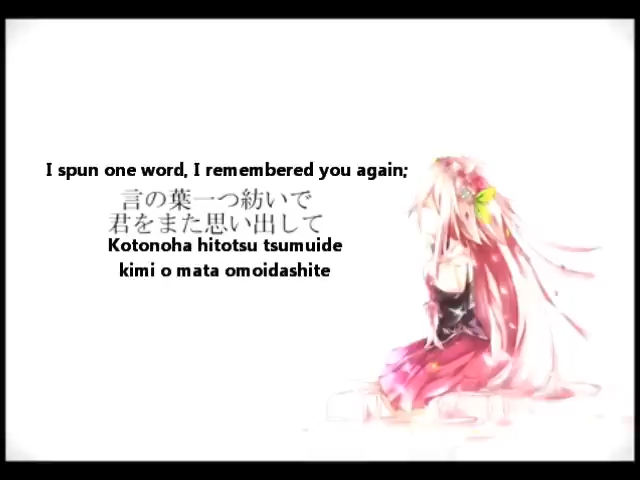 I spun one word, I remembered you again;
言の葉一つ紡いで
君をまた思い出して
Kotonoha hitotsu tsumuide
kimi o mata omoidashite